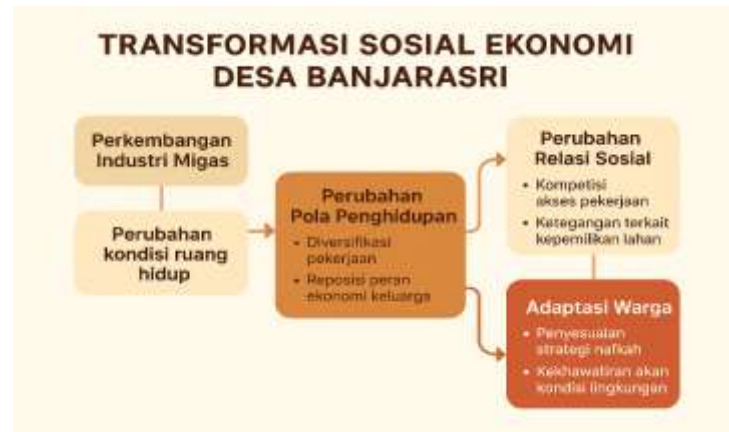 TRANSFORMASI SOSIAL EKONOMI
DESA BANJARASRI
Perkembangan
Industri Migas
Perubahan
kondisi ruang
hidup
Perubahan
Pola Penghidupan
• Diversifikasi
pekerjaan
• Reposisi peran
ekonomi keluarga
Perubahan
Relasi Sosial
• Kompetisi
akses pekerjaan
• Ketegangan terkait
kepemilikan lahan
Adaptasi Warga
• Penyesuaian
strategi nafkah
• Kekhawatiran akan
kondisi lingkungan